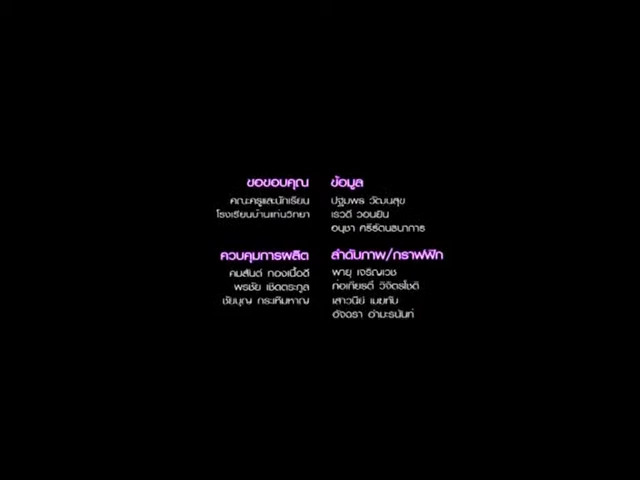 ขอขอบคุณ
คณะครูและนักเรียน
โรงเรียนบ้านแท่นวิทยา
ข้อมูล
ปฐมพร วัฒนสุข
เรวดี วอนยิน
อนุชา ศรีรัตนธนาการ
ควบคุมการผลิต
คมสันต์ ทองเนื้อดี
พรชัย เชิดตระกูล
ชัยบุญ กระหิมหาญ
ลำดับภาพ/กราฟฟิก
พายุ เจริญเวช
ก่อเกียรติ์ วิจิตรโชติ
เสาวนีย์ เมฆทับ
อัจฉรา อำมะรนันท์